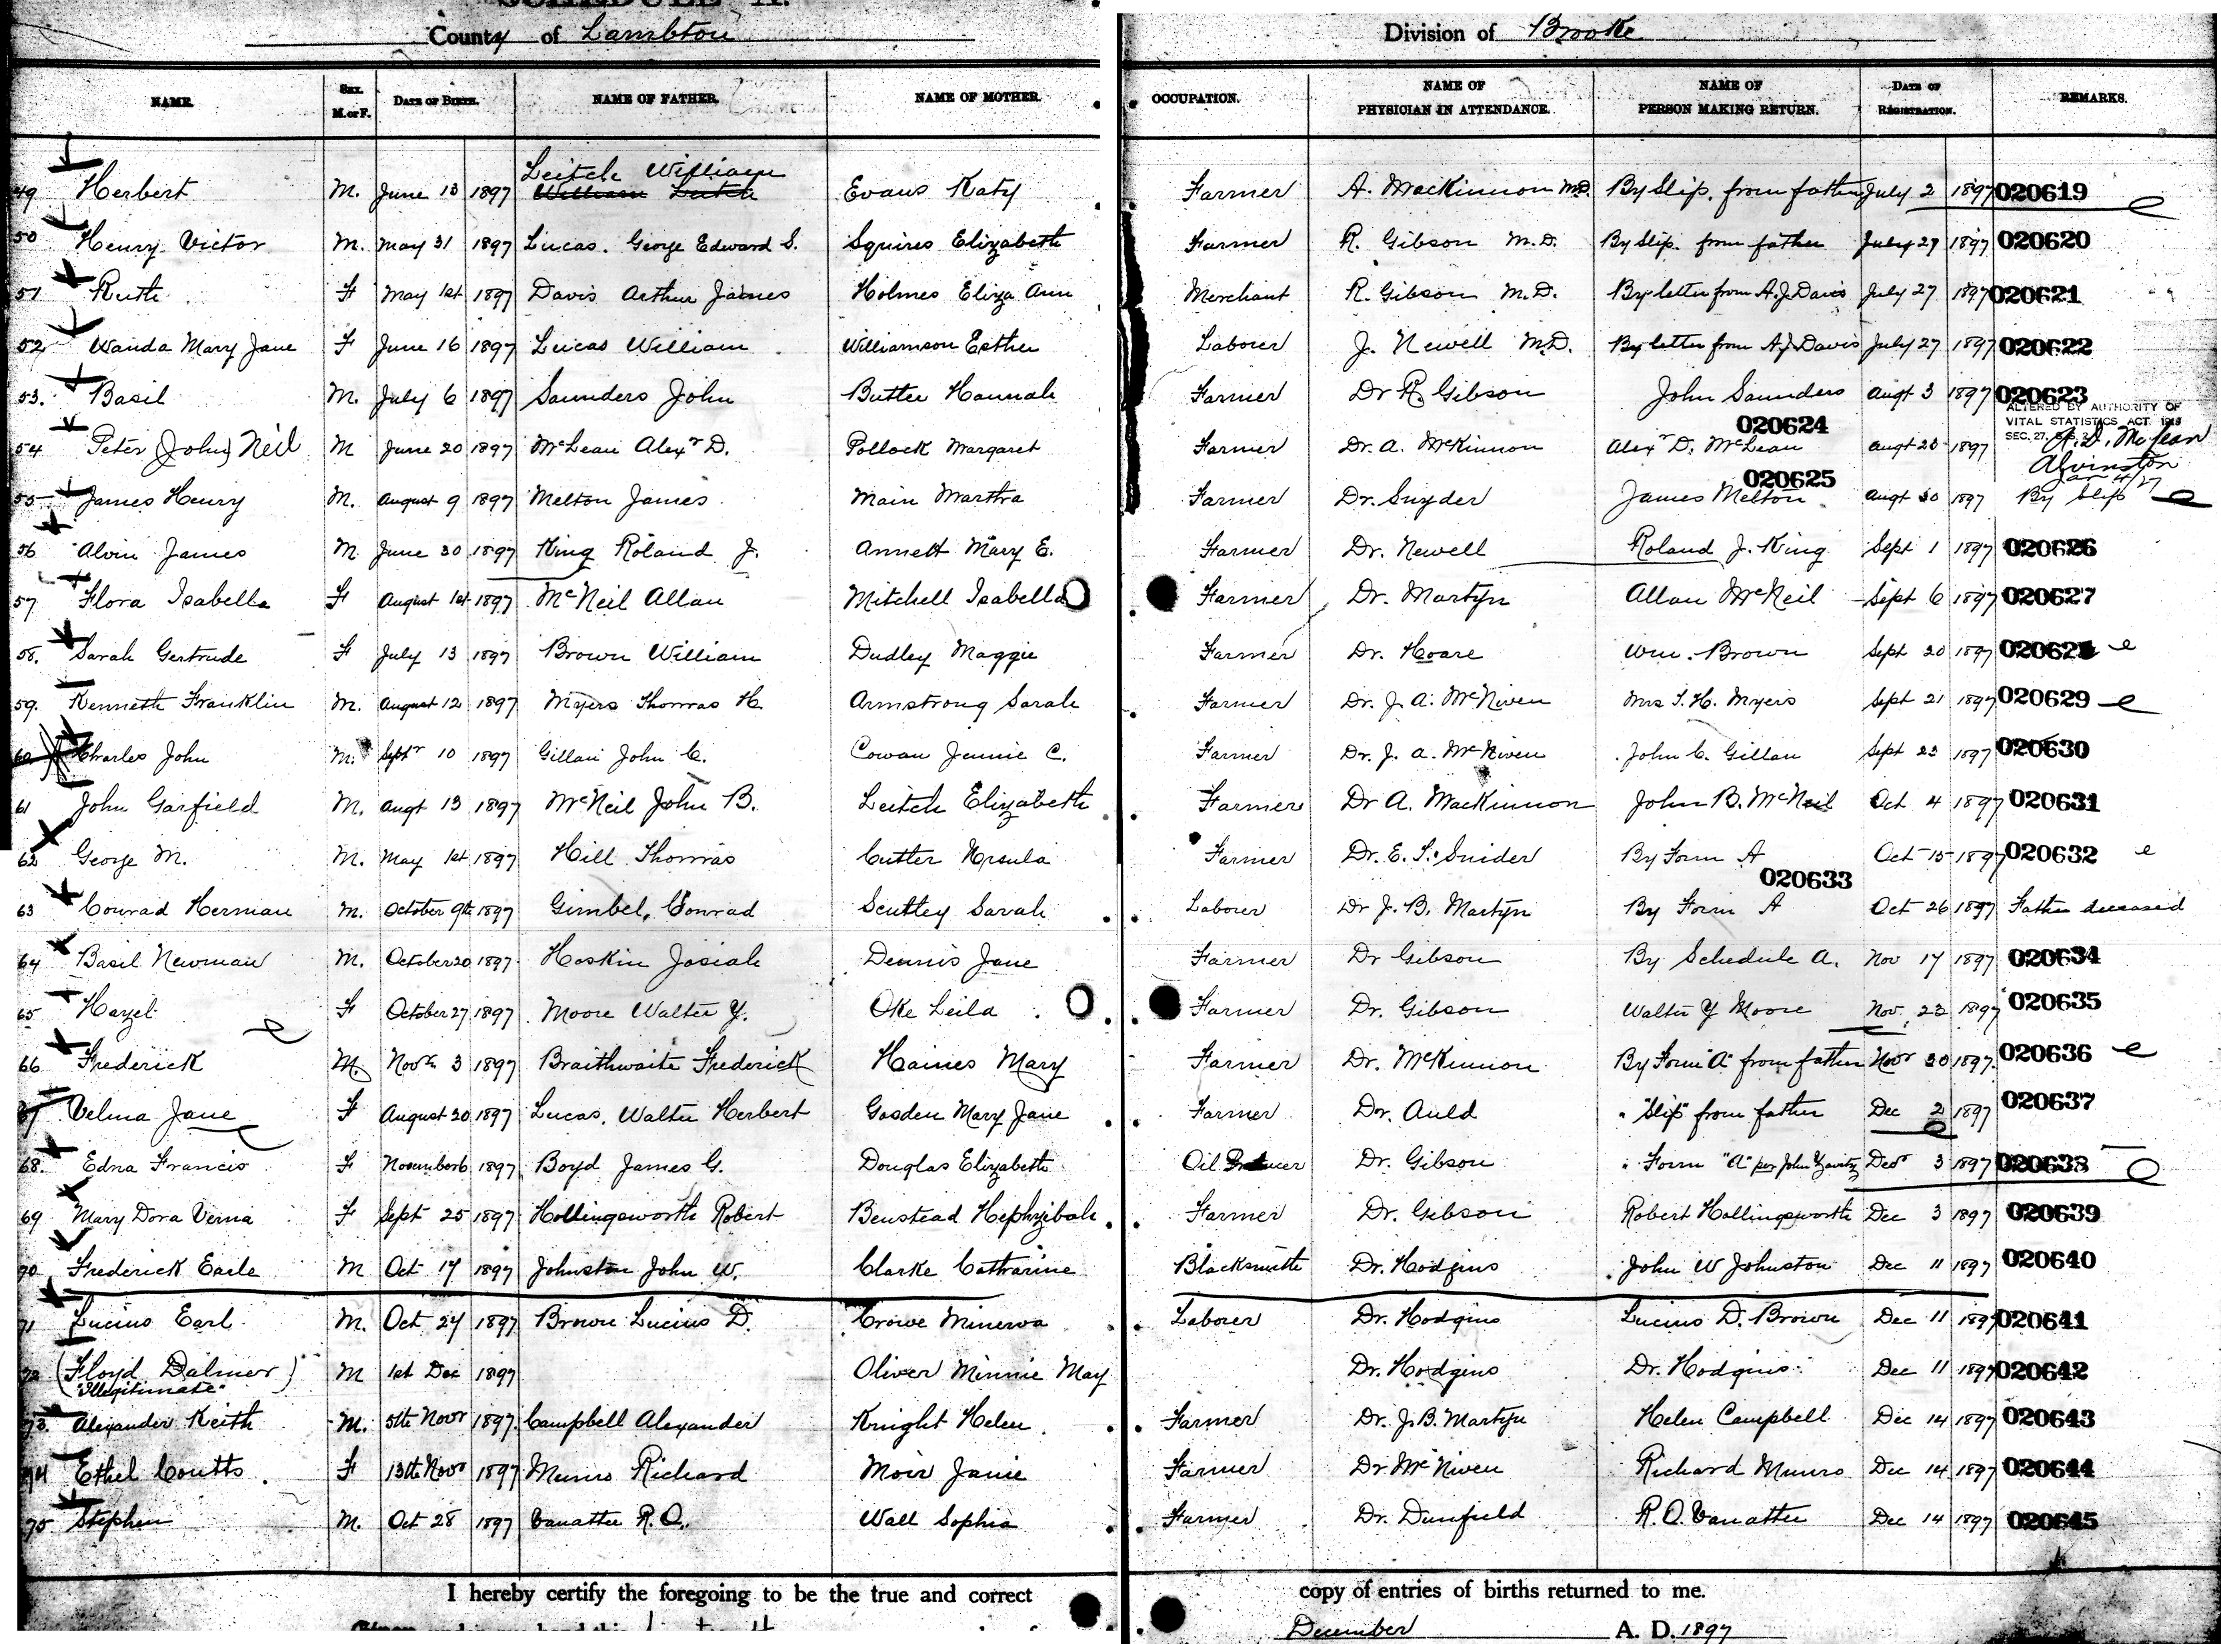 SCHEDULE A.
County of Lambton Division of Brooke
NAME. SEX. M. or F. DATE OF BIRTH. NAME OF FATHER. NAME OF MOTHER. OCCUPATION. NAME OF PHYSICIAN IN ATTENDANCE. NAME OF PERSON MAKING RETURN. DATE OF REGISTRATION. REMARKS.
Leitch William
49 Herbert M. June 13 1897 William Leitch Evans Katy Farmer A. MacKinnon M.D. By Slip. from father July 2 1897 020619
50 Henry Victor M. May 31 1897 Lucas. George Edward S. Squires Elizabeth Farmer R. Gibson M.D. By Slip. from father July 27 1897 020620
51 Ruth F May 1st 1897 Davis Arthur James Holmes Eliza Ann Merchant R. Gibson M.D. By letter from A.J. Davis July 27 1897 020621
52 Wanda Mary Jane F June 16 1897 Lucas William Williamson Esther Laborer J. Newell M.D. By letter from A.J. Davis July 27 1897 020622
53. Basil M. July 6 1897 Saunders John Butler Hannah Farmer Dr R. Gibson John Saunders Augt 3 1897 020623
ALTERED BY AUTHORITY OF
VITAL STATISTICS ACT 1919
020624
54 Peter (John) Neil M June 20 1897 McLean Alexr D. Pollock Margaret Farmer Dr. A. McKinnon Alexr D. McLean Augt 20 1897 SEC. 27, A. D. McLean
Alvinston
Jan 4/27
020625
55 James Henry M. August 9 1897 Melton James Main Martha Farmer Dr. Snyder James Melton Augt 30 1897 By Slip
56 Alvin James M June 30 1897 King Roland J. Annett Mary E. Farmer Dr. Newell Roland J. King Sept 1 1897 020626
57 Flora Isabella F August 1st 1897 McNeil Allan Mitchell Isabella Farmer Dr. Martyn Allan McNeil Sept 6 1897 020627
58. Sarah Gertrude F July 13 1897 Brown William Dudley Maggie Farmer Dr. Hoare Wm. Brown Sept 20 1897 020628
59. Kenneth Franklin M. August 12 1897 Myers Thomas H. Armstrong Sarah Farmer Dr. J. A. McNiven Mrs T. H. Myers Sept 21 1897 020629
60 Charles John M. Septr 10 1897 Gillan John C. Cowan Jennie C. Farmer Dr. J. A. McNiven John C. Gillan Sept 23 1897 020630
61 John Garfield M. Augt 13 1897 McNeil John B. Leitch Elizabeth Farmer Dr A. MacKinnon John B. McNeil Oct 4 1897 020631
62 George M. M. May 1st 1897 Hill Thomas Cutler Ursula Farmer Dr. E. T. Snider By Form A Oct 15 1897 020632
020633
63 Conrad Herman M. October 9th 1897 Gimbel, Conrad Sarah Laborer Dr J. B. Martyn By Form A Oct 26 1897 Father deceased
64 Basil Newman M. October 20 1897 Hoskin Josiah Dennis Jane Farmer Dr Gibson By Schedule A. Nov 17 1897 020634
65 Hazel F October 27 1897 Moore Walter Y. Oke Leila Farmer Dr. Gibson Walter Y Moore Nov. 22 1897 020635
66 Frederick M. Novr 3 1897 Braithwaite Frederick Haines Mary Farmer Dr. McKinnon By Form "A" from father Novr 30 1897. 020636
67 Velma Jane F August 20 1897 Lucas, Walter Herbert Gosden Mary Jane Farmer Dr. Auld " "Slip" from father Dec 2 1897 020637
68. Edna Francis F November 6 1897 Boyd James G. Douglas Elizabeth Oil Producer Dr. Gibson " Form "A" per John Decr 3 1897 020638
69 Mary Dora Verna F Sept 25 1897 Hollingsworth Robert Benstead Hephzibah Farmer Dr. Gibson Robert Hollingsworth Dec 3 1897 020639
70 Frederick Earle M Oct 17 1897 Johnston John W. Clarke Catharine Blacksmith Dr. Hodgins John W Johnston Dec 11 1897 020640
71 Lucius Earl M. Oct 24 1897 Brown Lucius D. Crowe Minerva Laborer Dr. Hodgins Lucius D. Brown Dec 11 1897 020641
72 (Floyd Dalmer) M 1st Dec 1897 Oliver Minnie May Dr. Hodgins Dr. Hodgins Dec 11 1897 020642
"Illegitimate"
73. Alexander Keith M. 5th Novr 1897 Campbell Alexander Knight Helen Farmer Dr. J. B. Martyn Helen Campbell Dec 14 1897 020643
74 Ethel Coutts F 13th Novr 1897 Munro Richard Moir Janie Farmer Dr McNiven Richard Munro Dec 14 1897 020644
75 Stephen M. Oct 28 1897 Vanatter R. O. Wall Sophia Farmer Dr. Dunfield R. O. Vanatter Dec 14 1897 020645
I hereby certify the foregoing to be the true and correct copy of entries of births returned to me.
December A. D. 1897